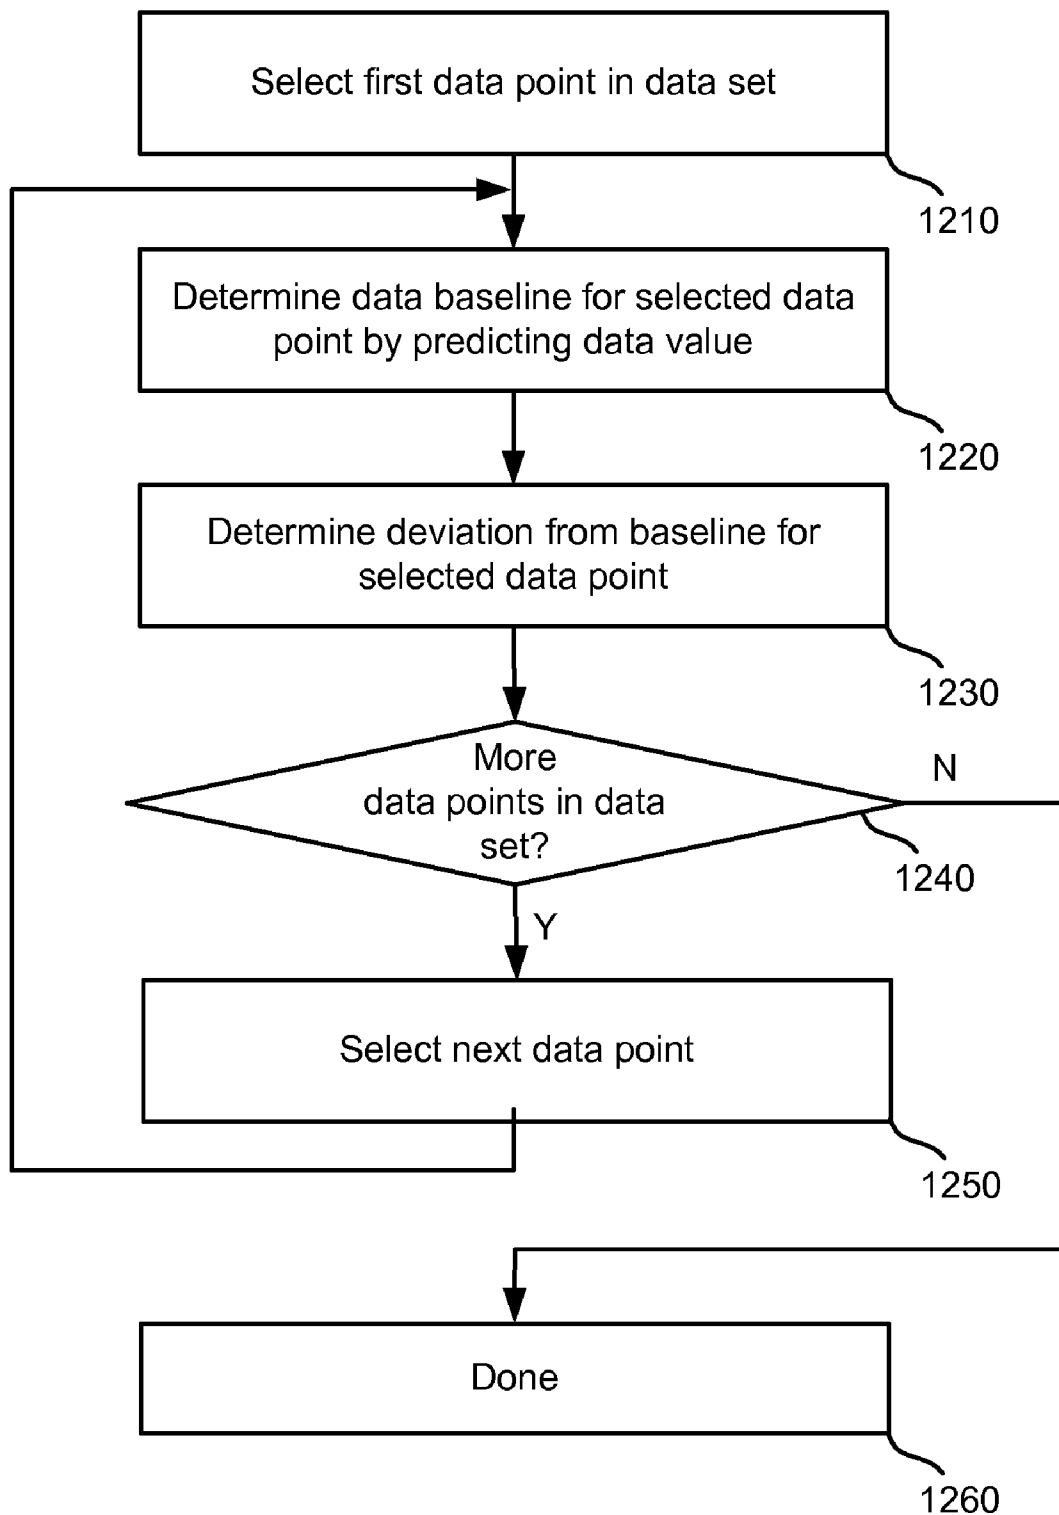 Select first data point in data set
1210
Determine data baseline for selected data
point by predicting data value
1220
Determine deviation from baseline for
selected data point
1230
More
data points in data
set?
N
1240
Y
Select next data point
1250
Done
1260